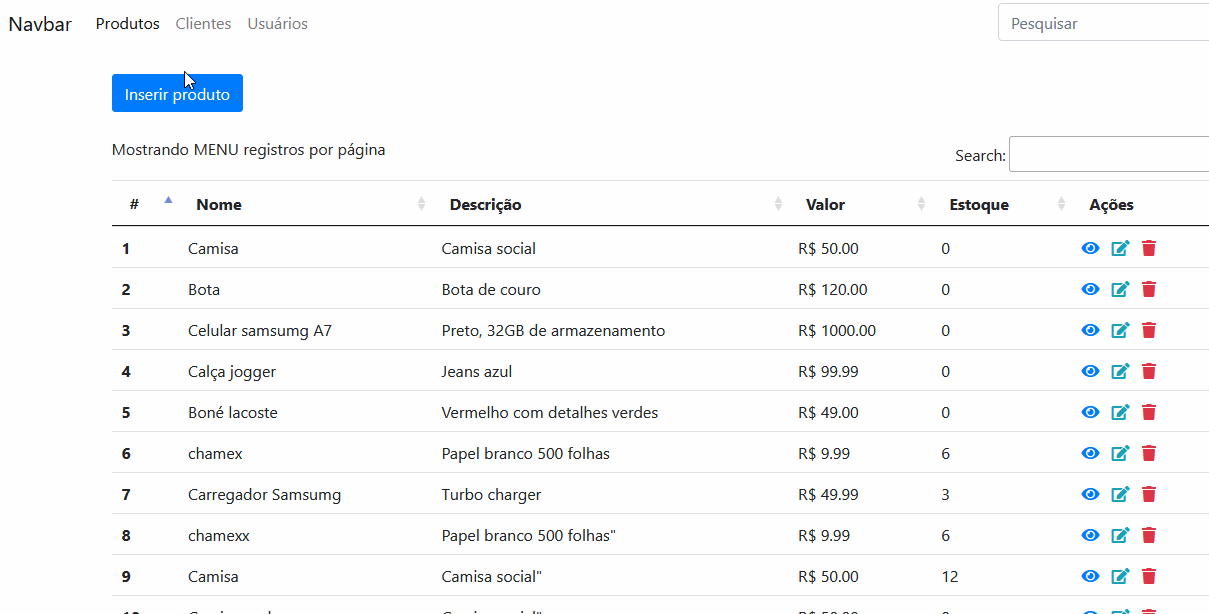 Navbar Produtos Clientes Usuários Pesquisar
Inserir produto
Mostrando MENU registros por página Search:
# Nome Descrição Valor Estoque Ações
1 Camisa Camisa social R$ 50.00 0
2 Bota Bota de couro R$ 120.00 0
3 Celular samsumg A7 Preto, 32GB de armazenamento R$ 1000.00 0
4 Calça jogger Jeans azul R$ 99.99 0
5 Boné lacoste Vermelho com detalhes verdes R$ 49.00 0
6 chamex Papel branco 500 folhas R$ 9.99 6
7 Carregador Samsumg Turbo charger R$ 49.99 3
8 chamexx Papel branco 500 folhas" R$ 9.99 6
9 Camisa Camisa social" R$ 50.00 12